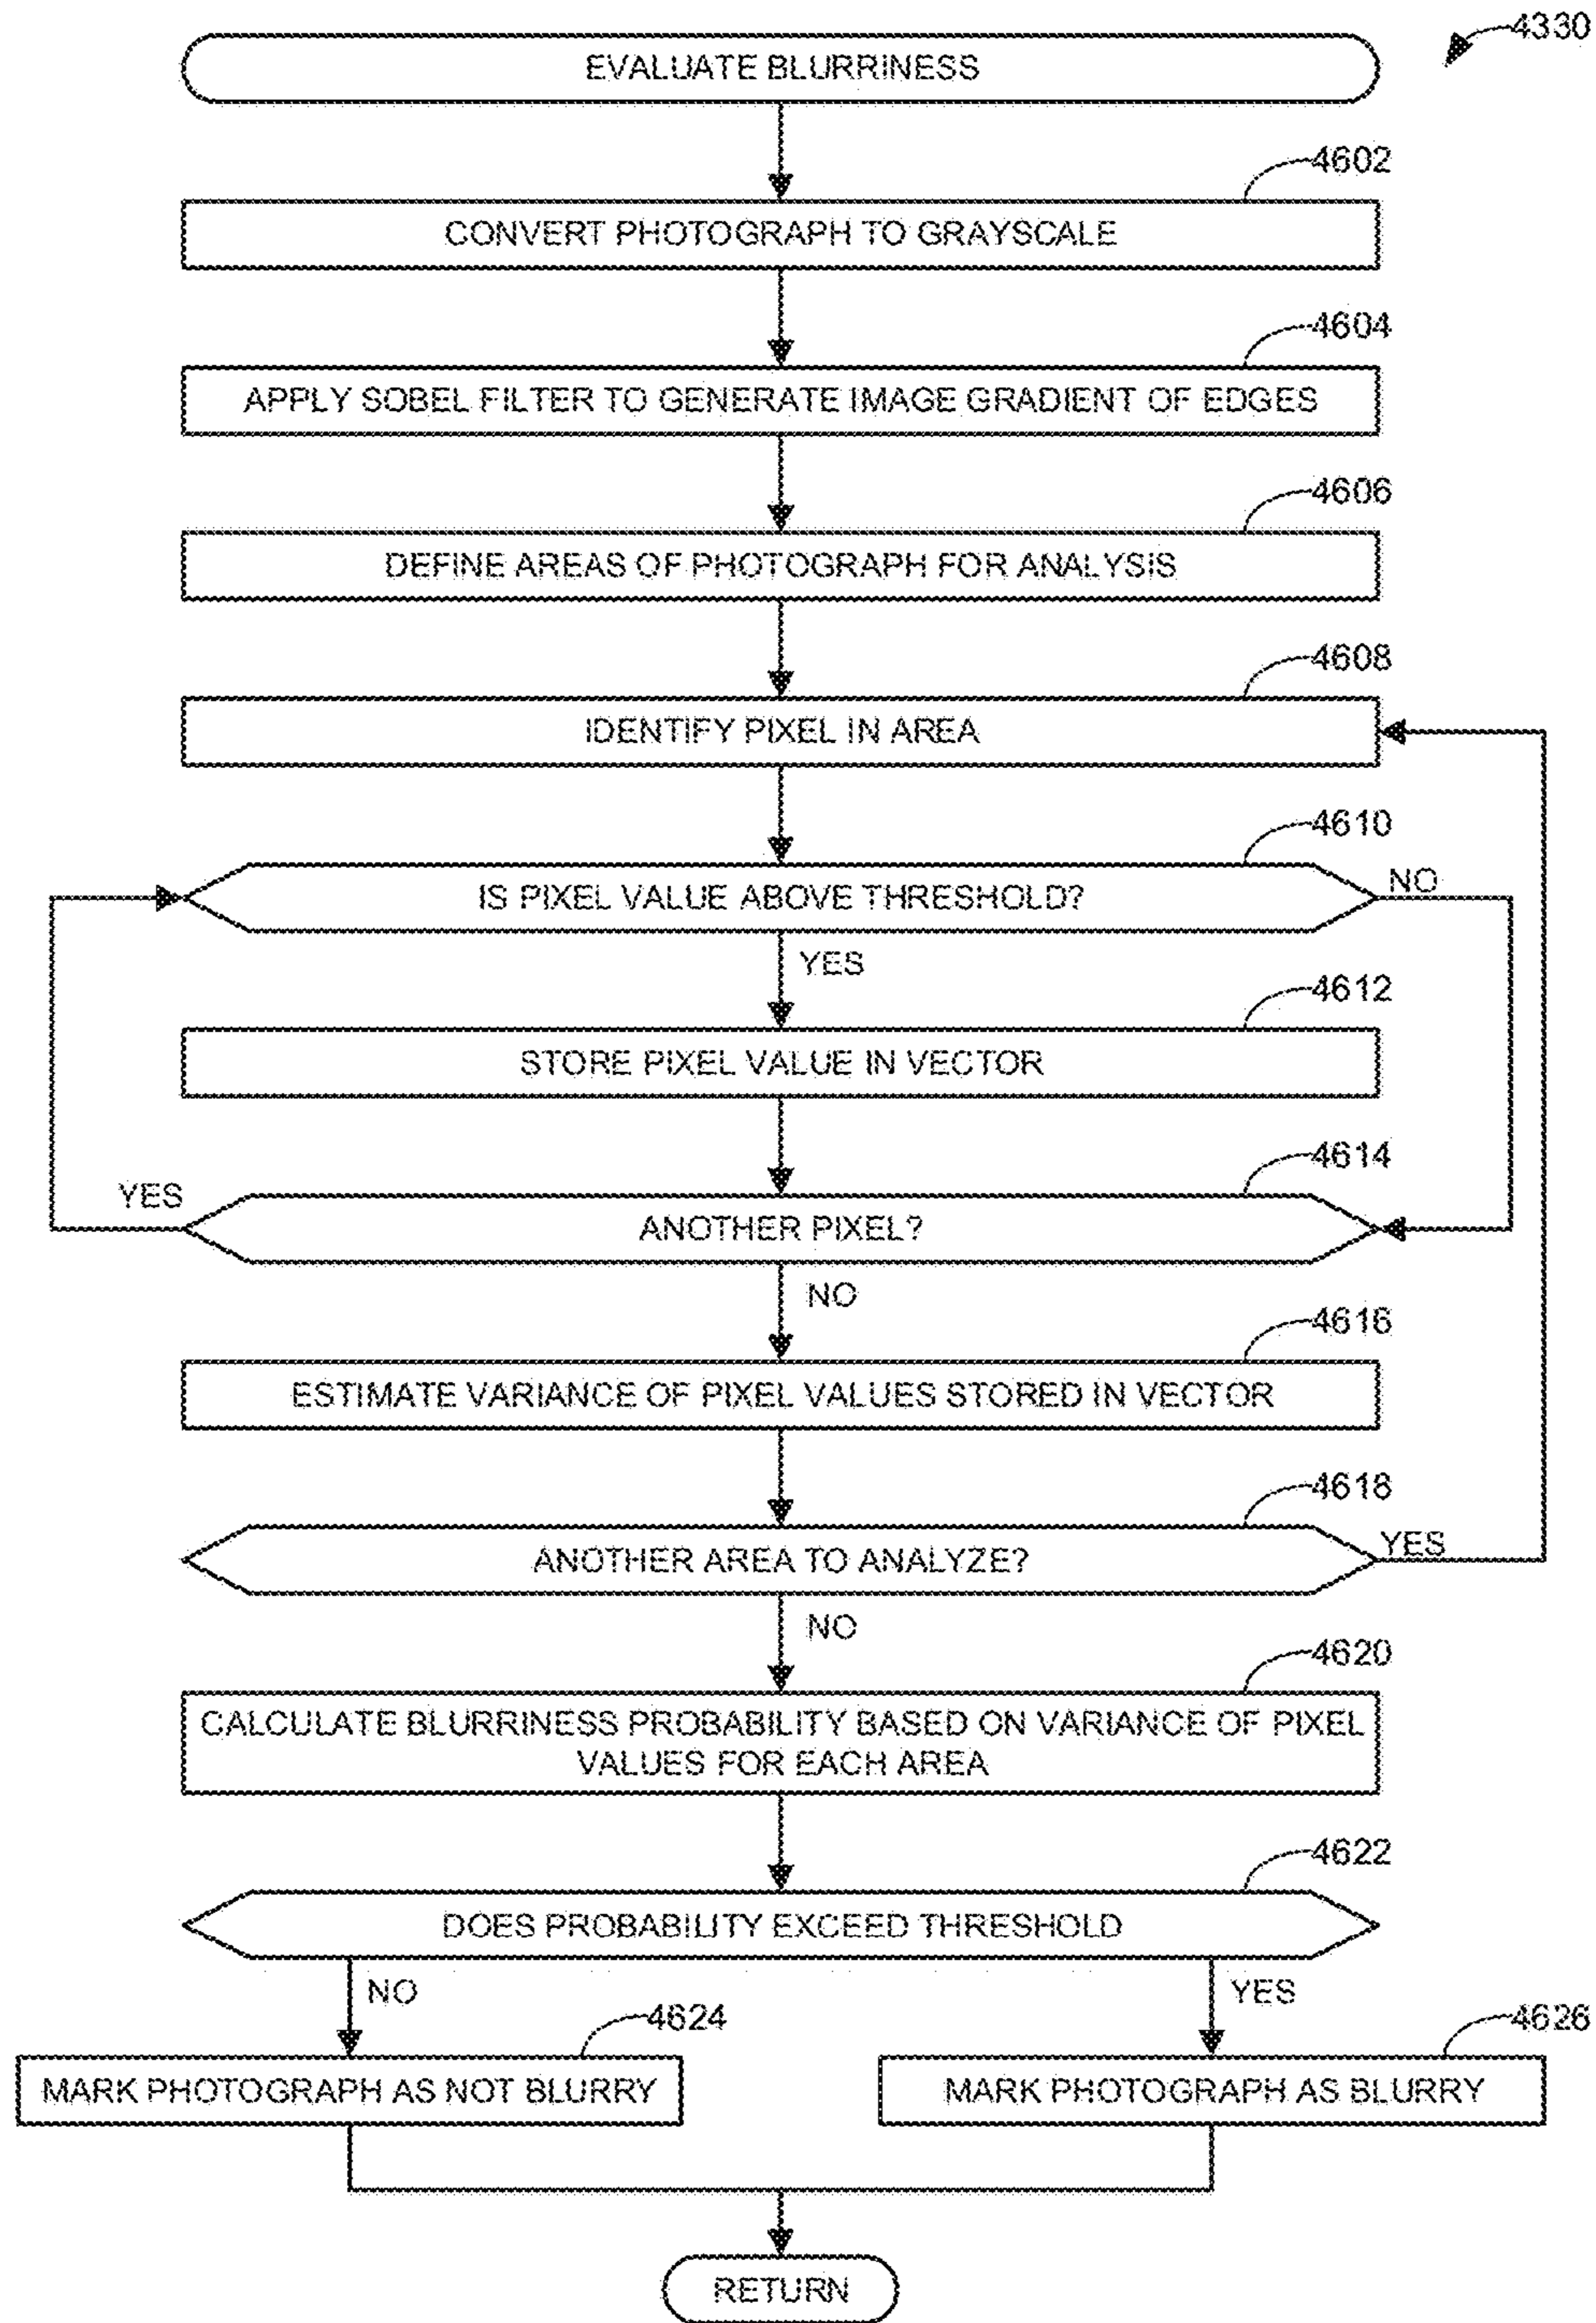 4330
EVALUATE BLURRINESS
4602
CONVERT PHOTOGRAPH TO GRAYSCALE
4604
APPLY SOBEL FILTER TO GENERATE IMAGE GRADIENT OF EDGES
4606
DEFINE AREAS OF PHOTOGRAPH FOR ANALYSIS
4608
IDENTIFY PIXEL IN AREA
4610
IS PIXEL VALUE ABOVE THRESHOLD?
NO
YES
4612
STORE PIXEL VALUE IN VECTOR
4614
YES
ANOTHER PIXEL?
NO
4616
ESTIMATE VARIANCE OF PIXEL VALUES STORED IN VECTOR
4618
ANOTHER AREA TO ANALYZE?
YES
NO
4620
CALCULATE BLURRINESS PROBABILITY BASED ON VARIANCE OF PIXEL
VALUES FOR EACH AREA
4622
DOES PROBABILITY EXCEED THRESHOLD
NO
YES
4624
4626
MARK PHOTOGRAPH AS NOT BLURRY
MARK PHOTOGRAPH AS BLURRY
RETURN